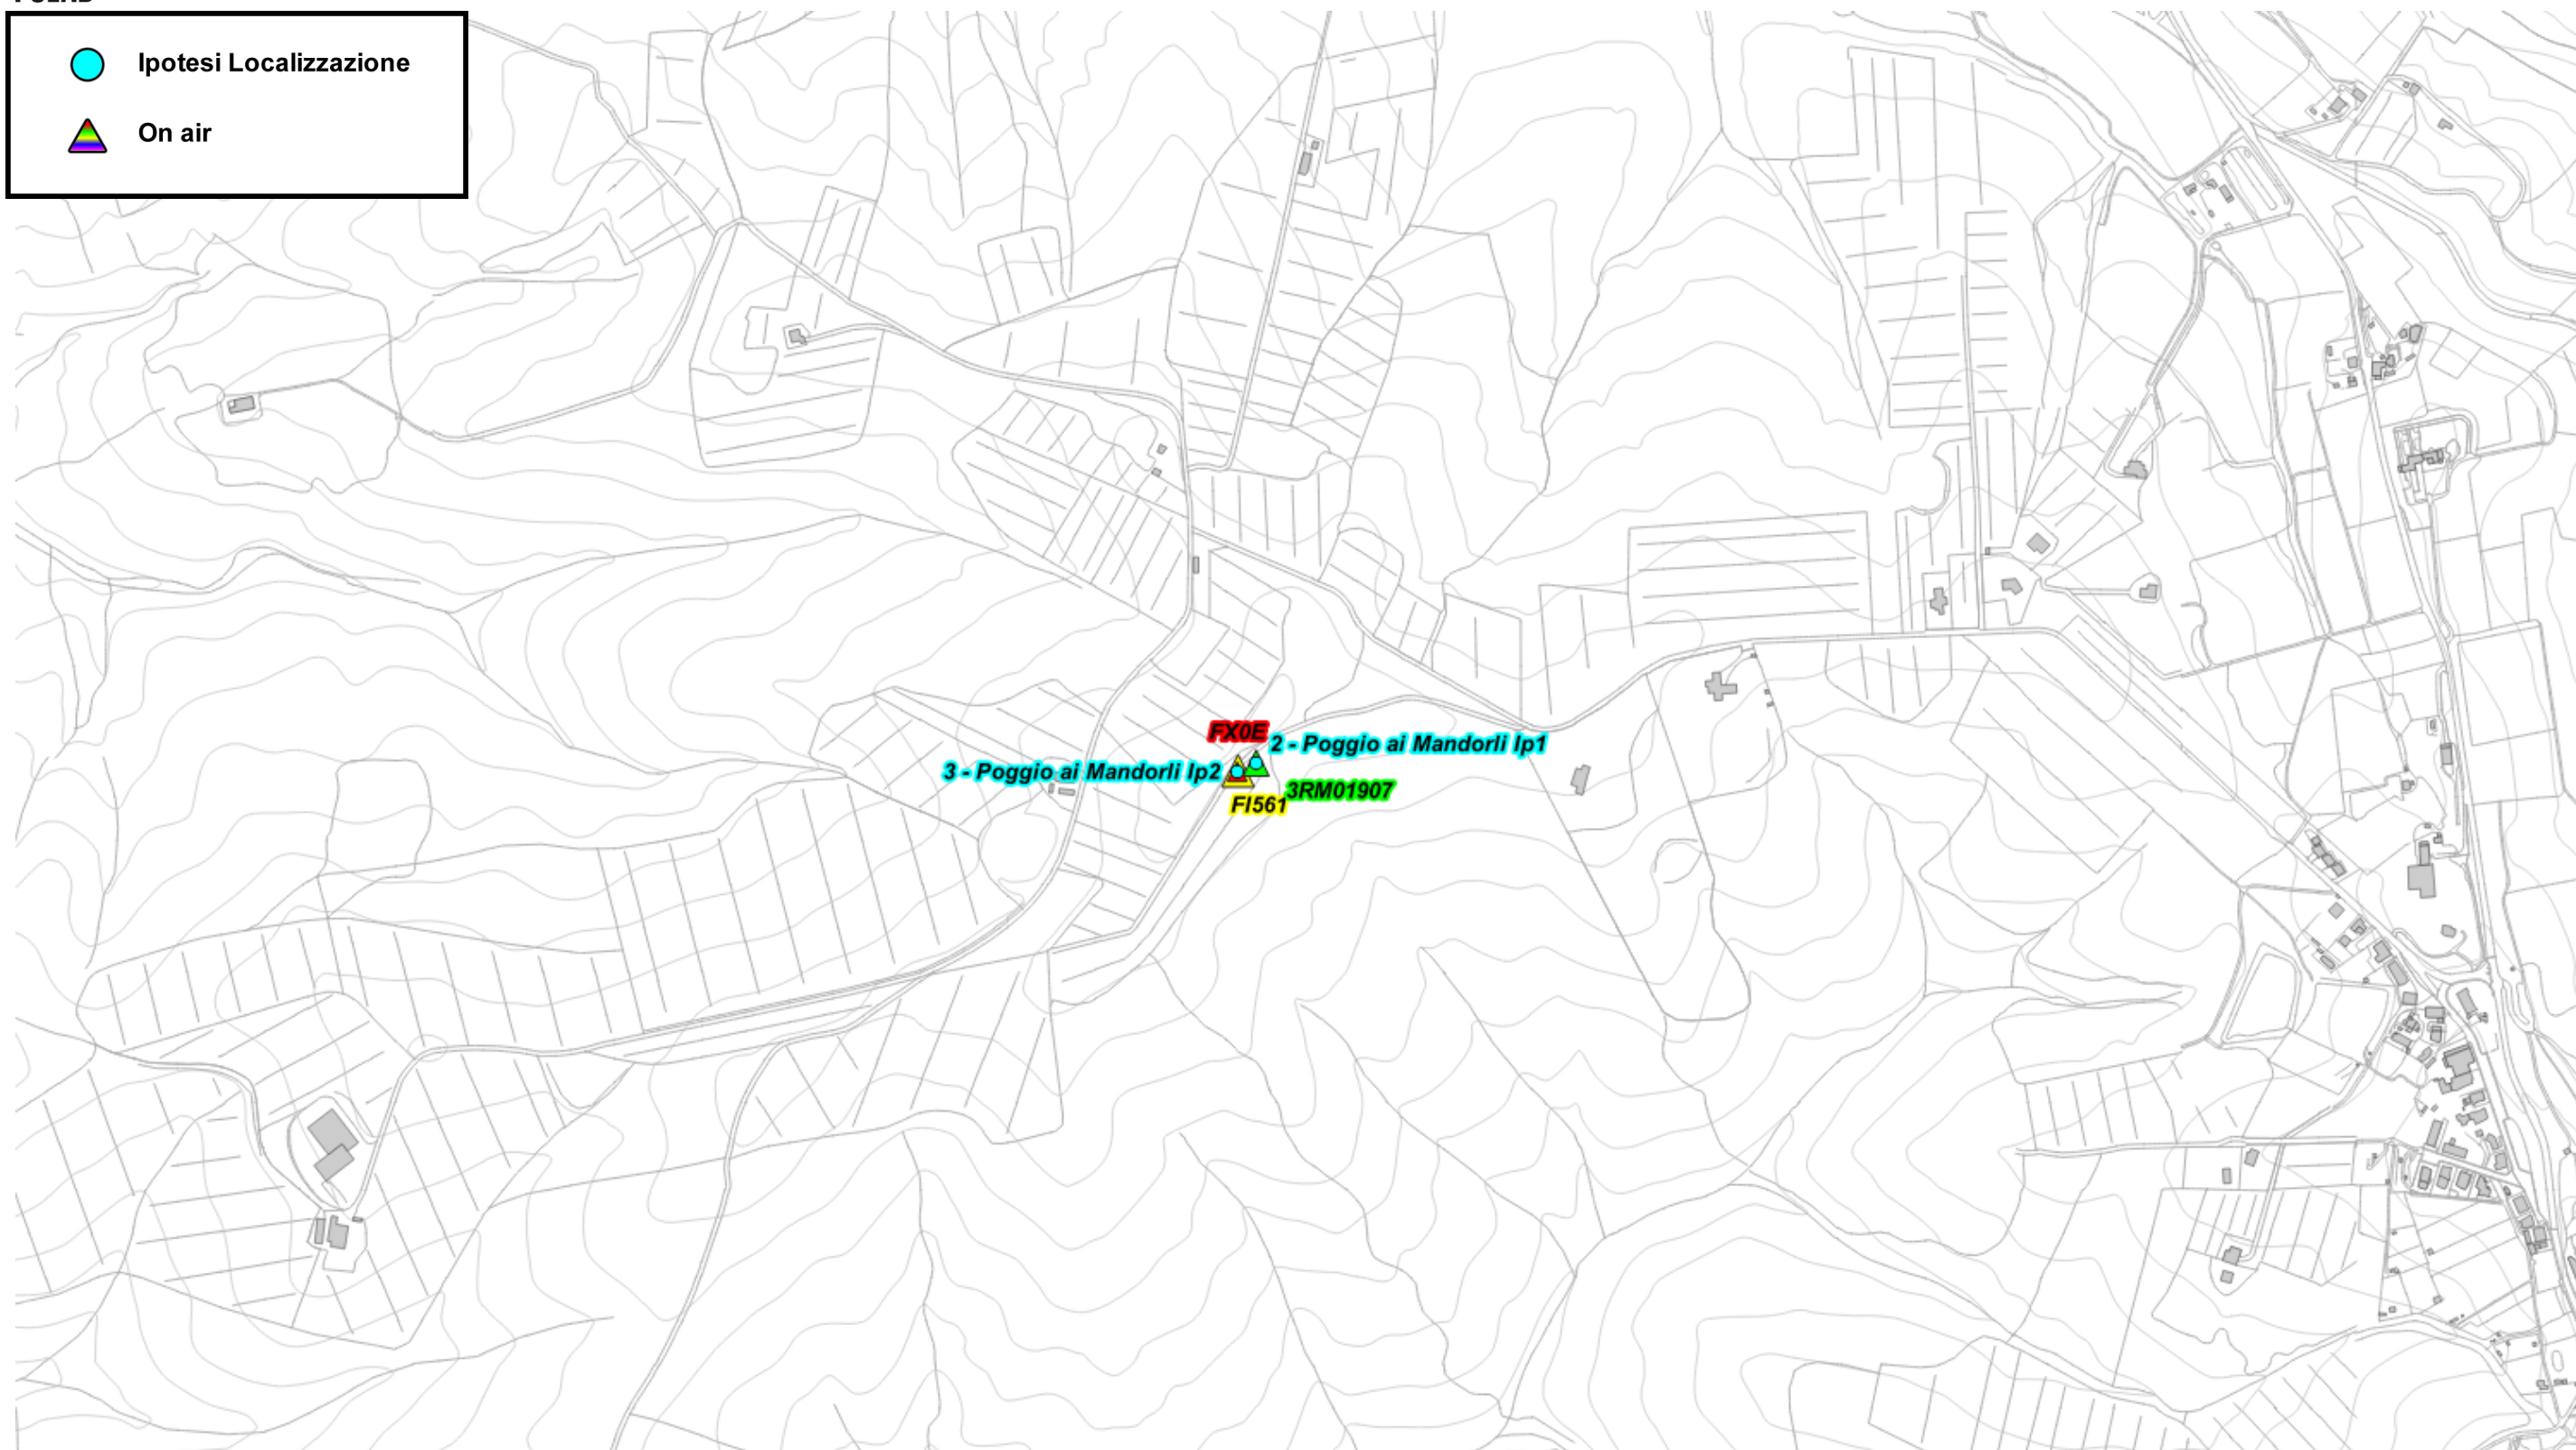 Ipotesi Localizzazione
On air
FX0E
2 - Poggio ai Mandorli Ip1
3 - Poggio ai Mandorli Ip2
3RM01907
FI561